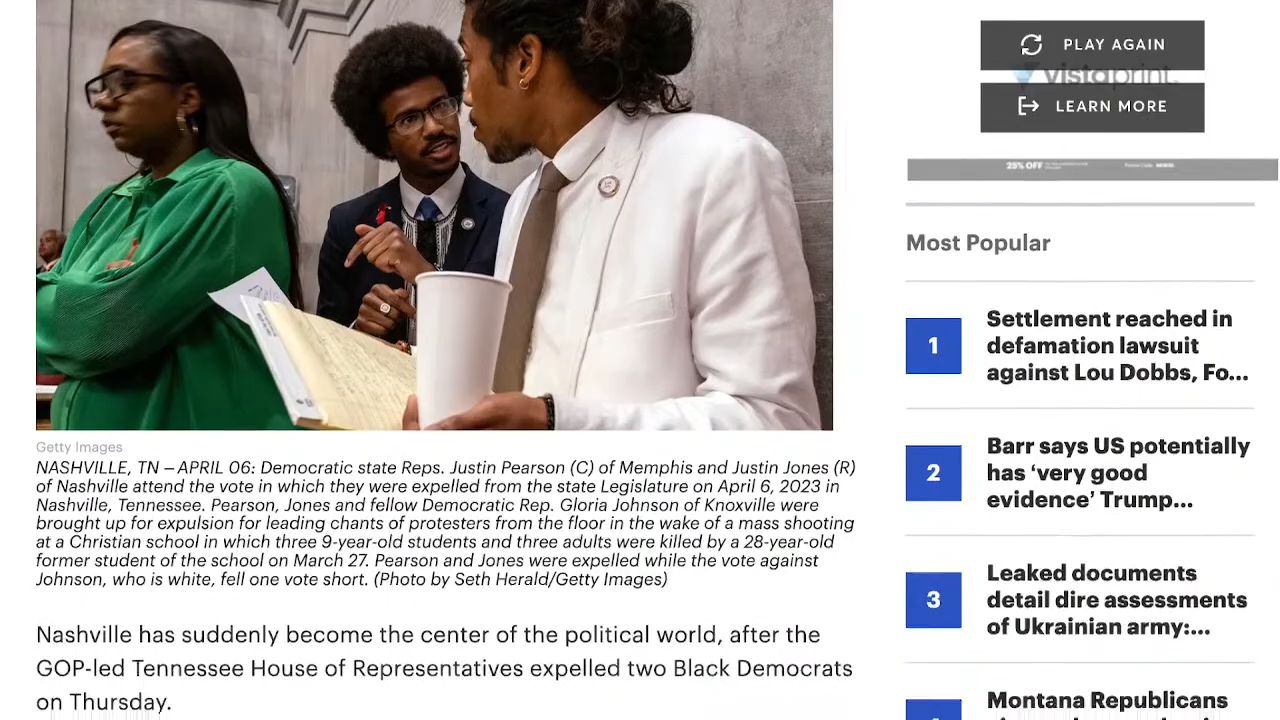 Getty Images
NASHVILLE, TN – APRIL 06: Democratic state Reps. Justin Pearson (C) of Memphis and Justin Jones (R)
of Nashville attend the vote in which they were expelled from the state Legislature on April 6, 2023 in
Nashville, Tennessee. Pearson, Jones and fellow Democratic Rep. Gloria Johnson of Knoxville were
brought up for expulsion for leading chants of protesters from the floor in the wake of a mass shooting
at a Christian school in which three 9-year-old students and three adults were killed by a 28-year-old
former student of the school on March 27. Pearson and Jones were expelled while the vote against
Johnson, who is white, fell one vote short. (Photo by Seth Herald/Getty Images)
Nashville has suddenly become the center of the political world, after the
GOP-led Tennessee House of Representatives expelled two Black Democrats
on Thursday.
PLAY AGAIN
vistaprint.
LEARN MORE
25% OFF
Most Popular
1
Settlement reached in
defamation lawsuit
against Lou Dobbs, Fo...
2
Barr says US potentially
has ‘very good
evidence’ Trump...
3
Leaked documents
detail dire assessments
of Ukrainian army:...
Montana Republicans